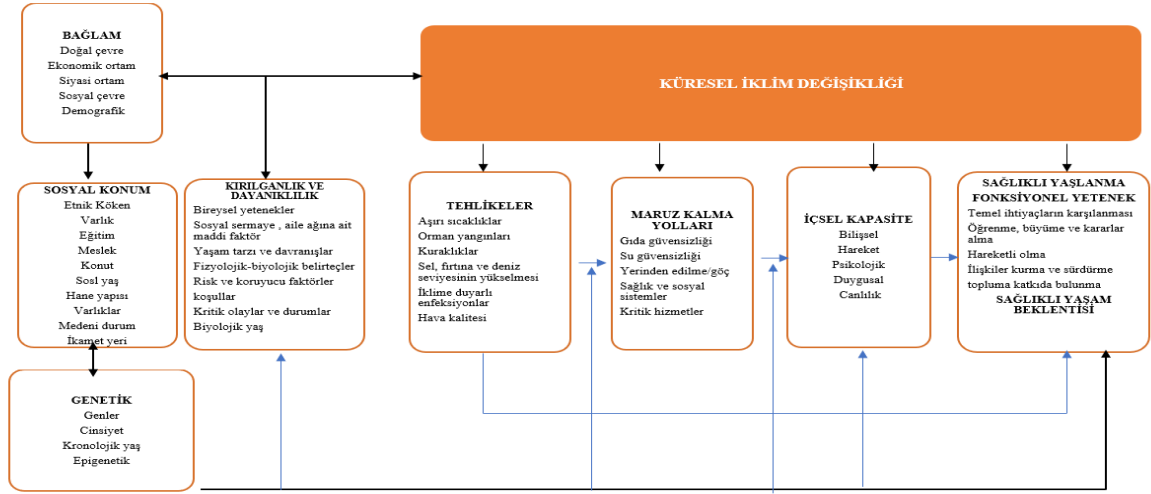 BAĞLAM
Doğal çevre
Ekonomik ortam
Siyasi ortam
Sosyal çevre
Demografik
KÜRESEL İKLİM DEĞİŞİKLİĞİ
SOSYAL KONUM
Etnik Köken
Varlık
Eğitim
Meslek
Konut
Sosl yaş
Hane yapısı
Varlıklar
Medeni durum
İkamet yeri
KIRILGANLIK VE
DAYANIKLILIK
Bireysel yetenekler
Sosyal sermaye , aile ağına ait
maddi faktör
Yaşam tarzı ve davranışlar
Fizyolojik-biyolojik belirteçler
Risk ve koruyucu faktörler
koşullar
Kritik olaylar ve durumlar
Biyolojik yaş
TEHLİKELER
Aşırı sıcaklıklar
Orman yangınları
Kuraklıklar
Sel, fırtına ve deniz
seviyesinin yükselmesi
İklime duyarlı
enfeksiyonlar
Hava kalitesi
MARUZ KALMA
YOLLARI
Gıda güvensizliği
Su güvensizliği
Yerinden edilme/göç
Sağlık ve sosyal
sistemler
Kritik hizmetler
İÇSEL KAPASİTE
Bilişsel
Hareket
Psikolojik
Duygusal
Canlılık
SAĞLIKLI YAŞLANMA
FONKSİYONEL YETENEK
Temel ihtiyaçların karşılanması
Öğrenme, büyüme ve kararlar
alma
Hareketli olma
İlişkiler kurma ve sürdürme
topluma katkıda bulunma
SAĞLIKLI YAŞAM
BEKLENTİSİ
GENETİK
Genler
Cinsiyet
Kronolojik yaş
Epigenetik